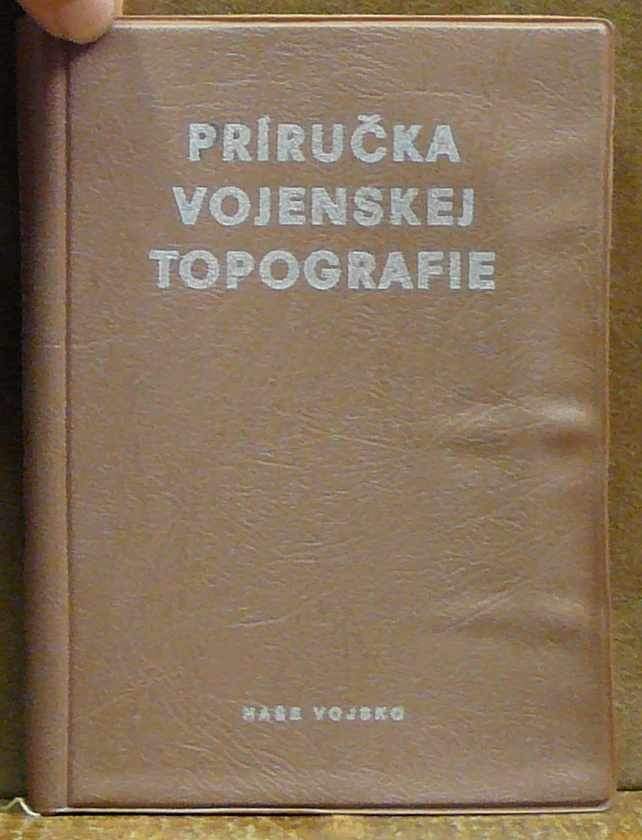 PRÍRUČKA
VOJENSKEJ
TOPOGRAFIE
NAŠE VOJSKO